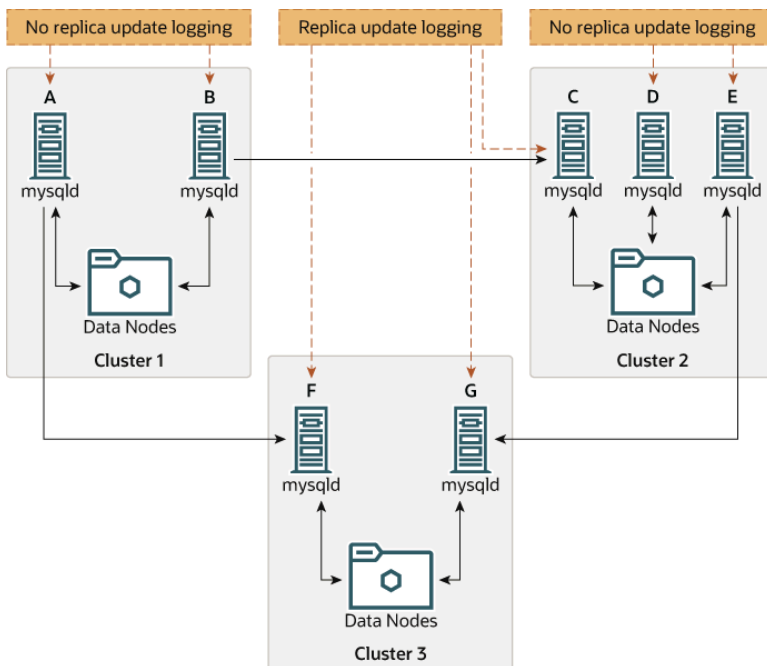 No replica update logging
Replica update logging
No replica update logging
A
B
C
D
E
mysqld
mysqld
mysqld
mysqld
mysqld
Data Nodes
Data Nodes
Cluster 1
Cluster 2
F
G
mysqld
mysqld
Data Nodes
Cluster 3